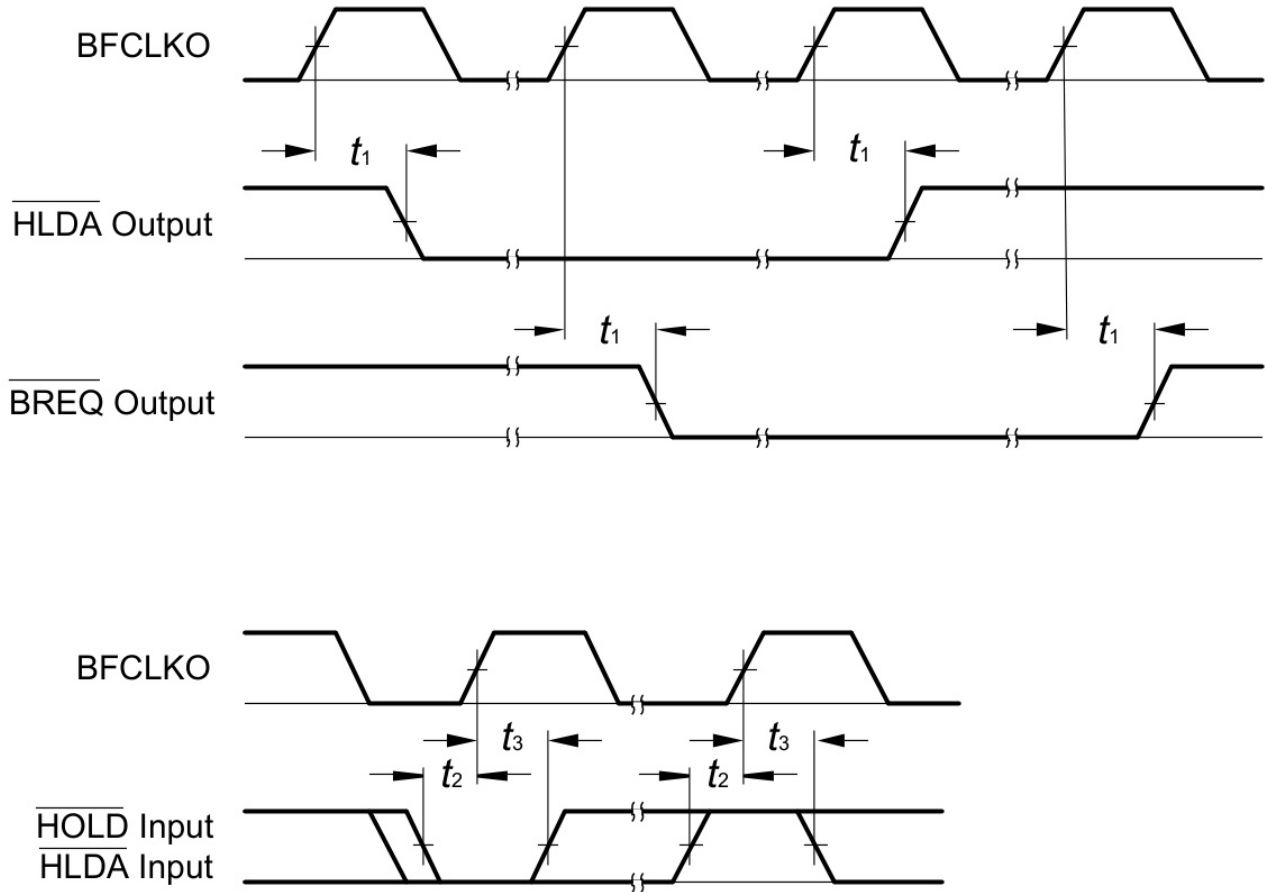 BFCLKO
t1
t1
HLDA Output
t1
t1
BREQ Output
BFCLKO
t3
t3
t2
t2
HOLD Input
HLDA Input